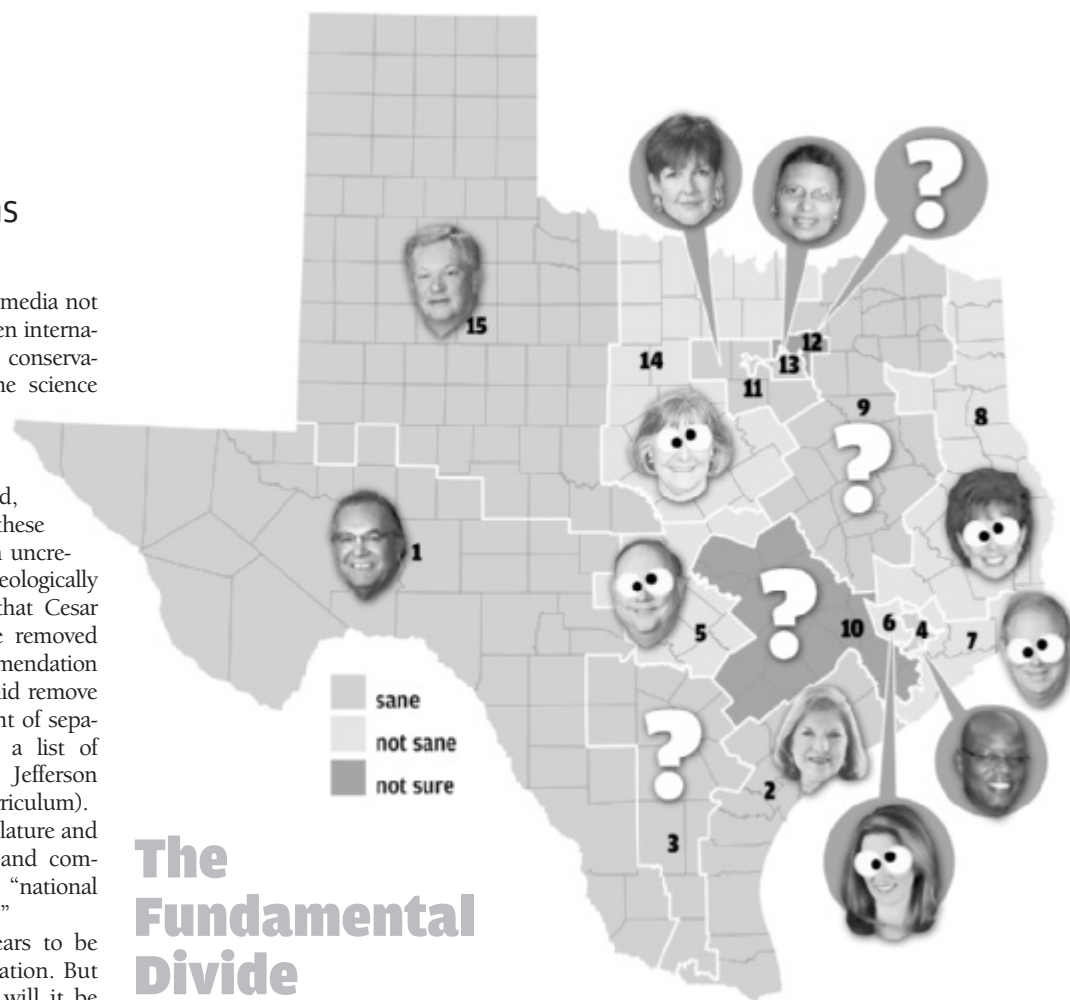 ns
media not
en interna-
conserva-
ne science
d,
these
n uncre-
eologically
that Cesar
e removed
mendation
id remove
nt of sepa-
a list of
Jefferson
riculum).
lature and
and com-
“national
”
ears to be
ation. But
will it be
?
?
?
?
15
14
12
13
11
9
8
1
5
10
6
4
7
2
3
sane
not sane
not sure
The
Fundamental
Divide